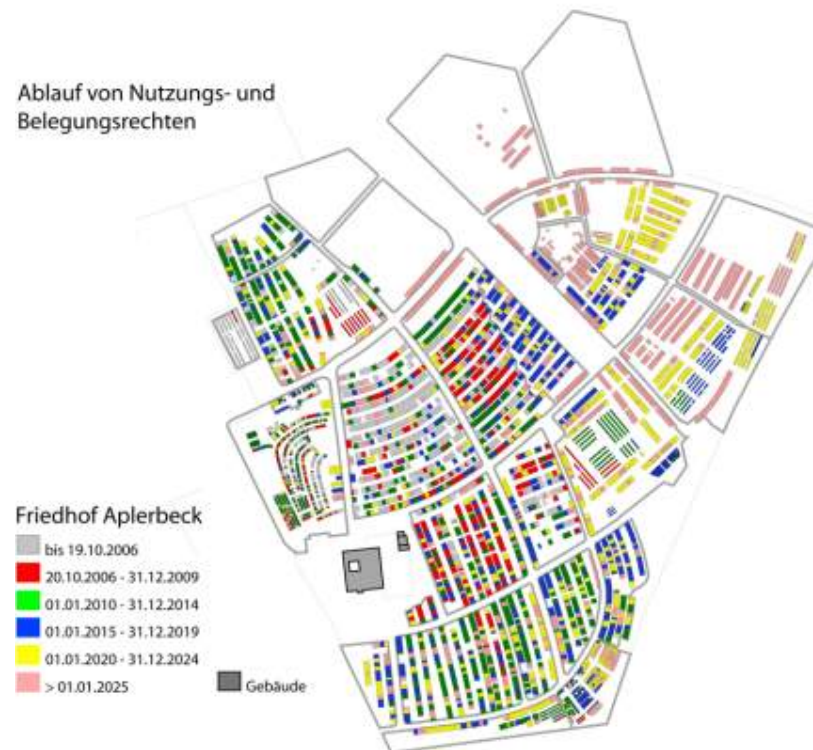 Ablauf von Nutzungs- und
Belegungsrechten
Friedhof Aplerbeck
bis 19.10.2006
20.10.2006 - 31.12.2009
01.01.2010 - 31.12.2014
01.01.2015 - 31.12.2019
01.01.2020 - 31.12.2024
> 01.01.2025
Gebäude